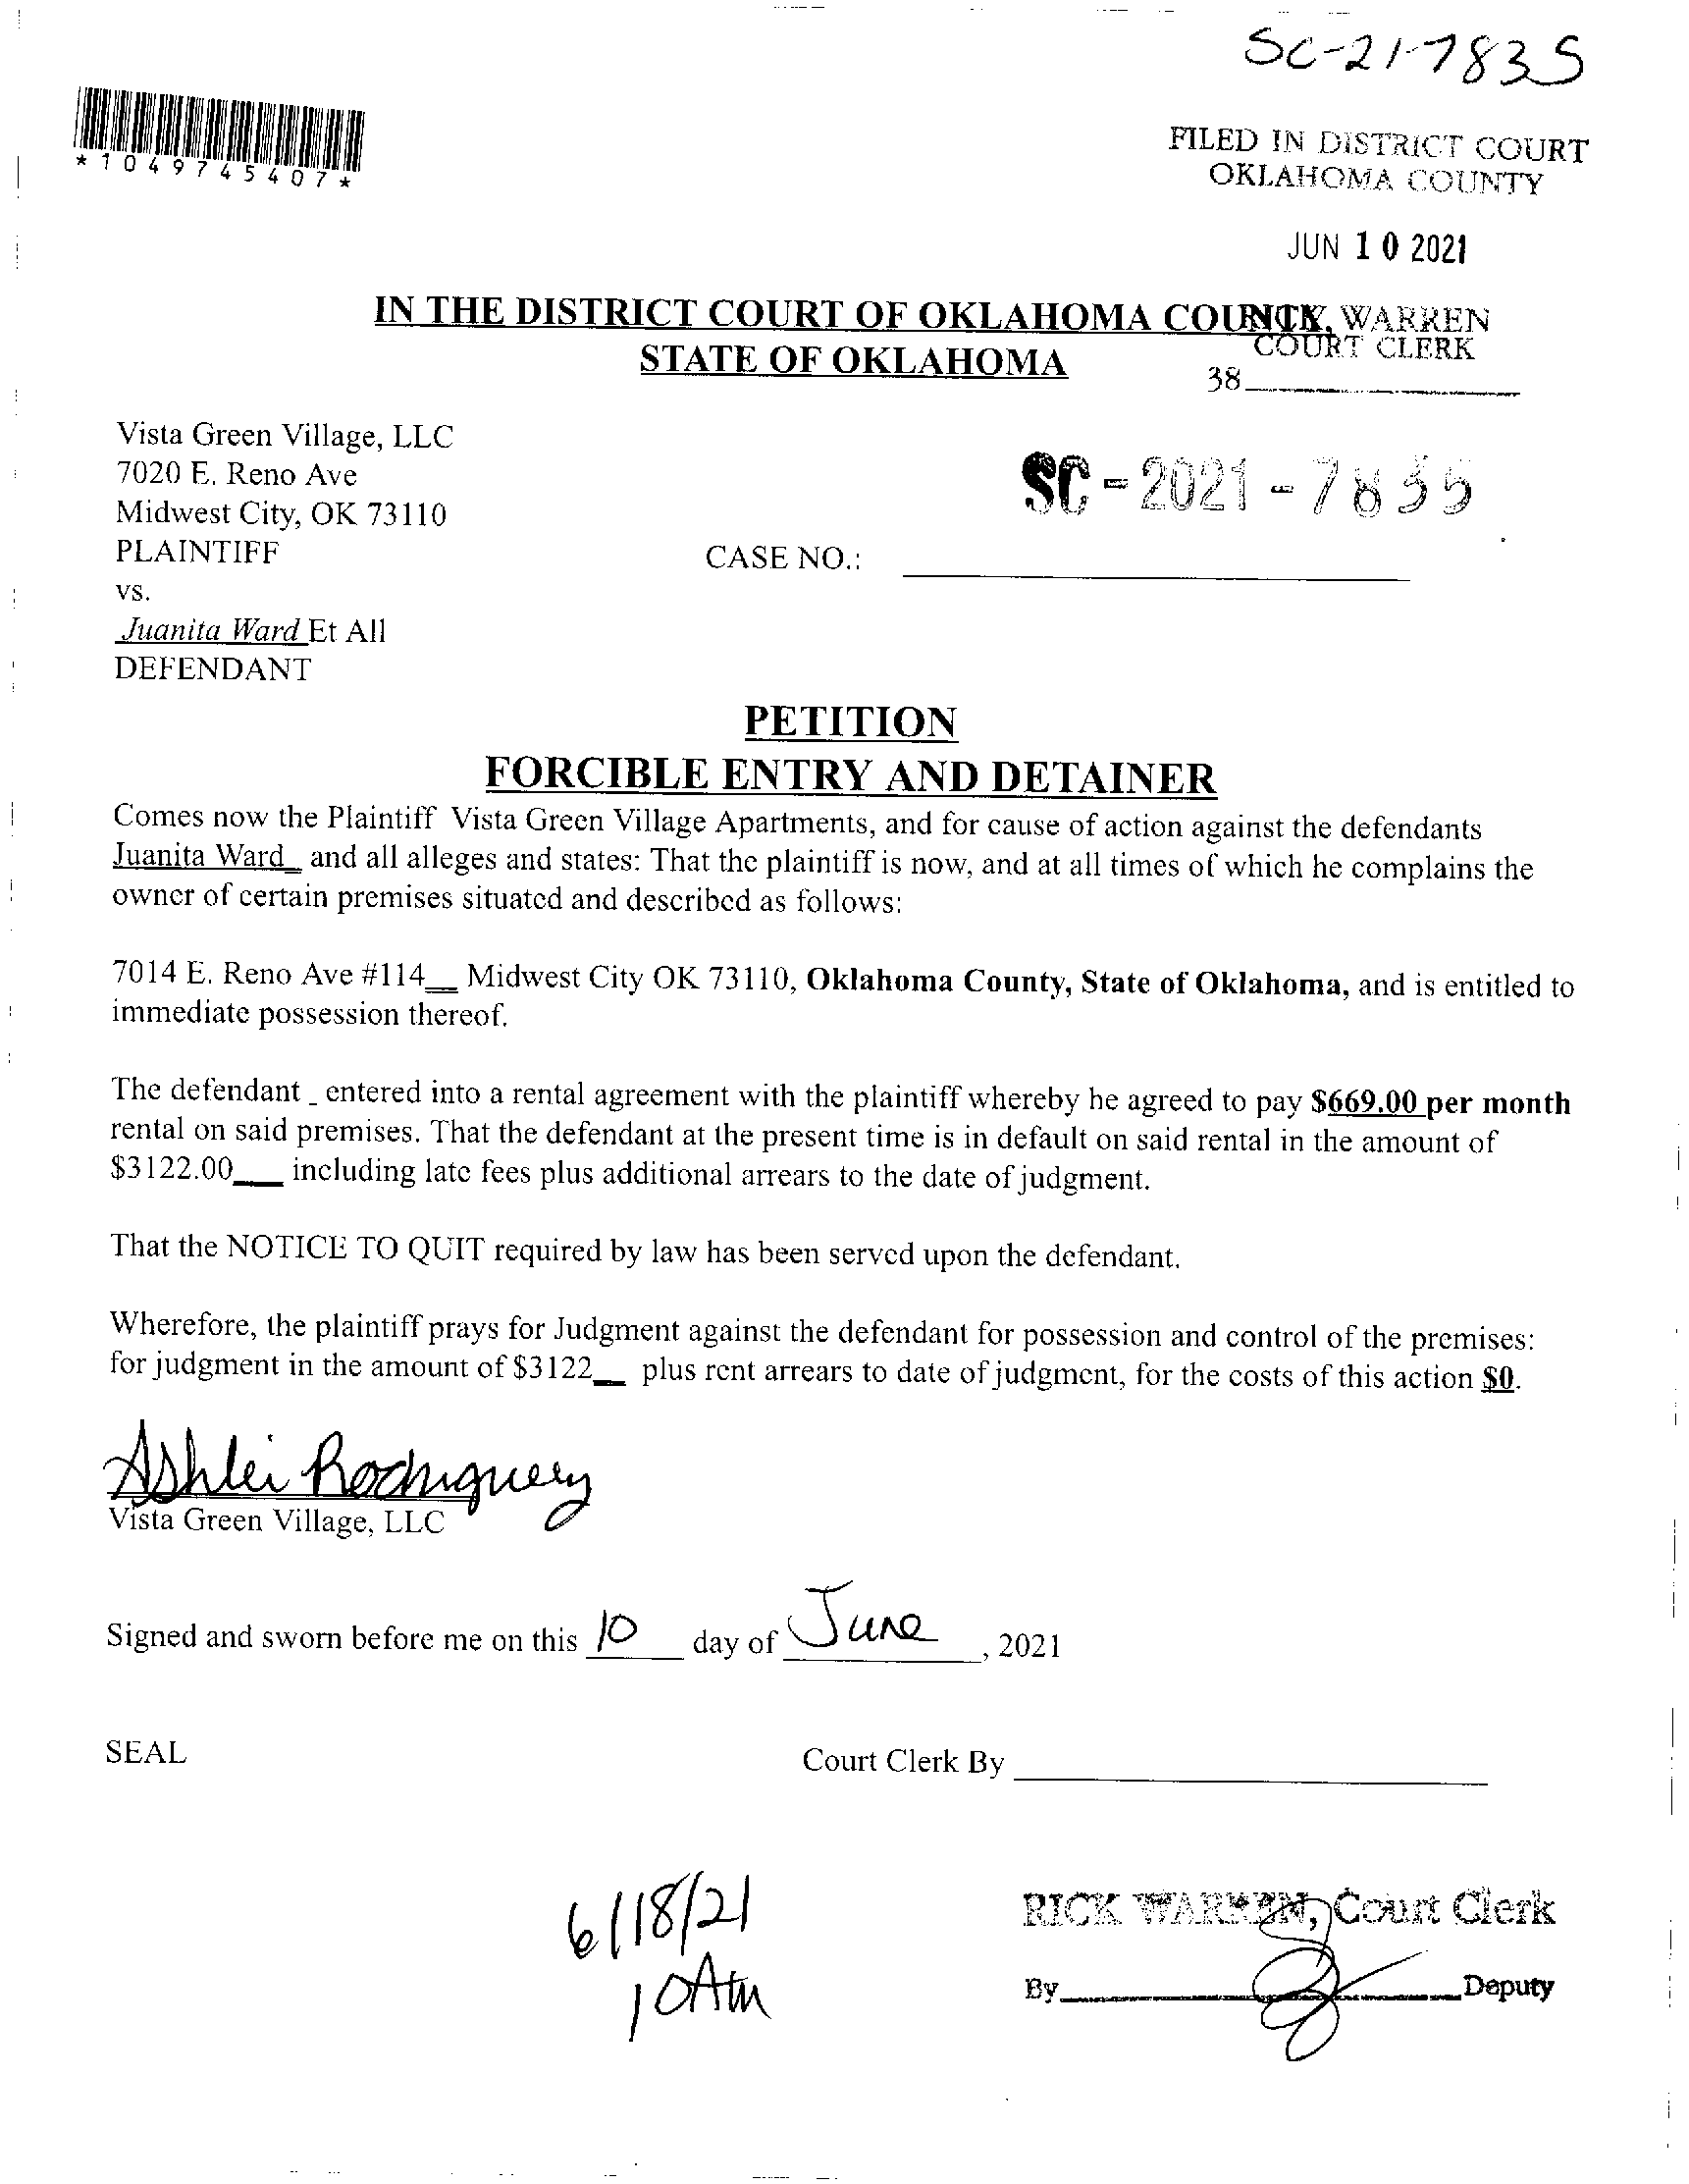 SC-21-7835
*1049745407*
FILED IN DISTRICT COURT
OKLAHOMA COUNTY
JUN 10 2021
IN THE DISTRICT COURT OF OKLAHOMA COUNTY,
RICK WARREN
STATE OF OKLAHOMA
COURT CLERK
38
Vista Green Village, LLC
7020 E. Reno Ave
Midwest City, OK 73110
SC-2021-7835
PLAINTIFF
CASE NO.:
vs.
Juanita Ward Et All
DEFENDANT
PETITION
FORCIBLE ENTRY AND DETAINER
Comes now the Plaintiff Vista Green Village Apartments, and for cause of action against the defendants
Juanita Ward_ and all alleges and states: That the plaintiff is now, and at all times of which he complains the
owner of certain premises situated and described as follows:
7014 E. Reno Ave #114__ Midwest City OK 73110, Oklahoma County, State of Oklahoma, and is entitled to
immediate possession thereof.
The defendant _ entered into a rental agreement with the plaintiff whereby he agreed to pay $669.00 per month
rental on said premises. That the defendant at the present time is in default on said rental in the amount of
$3122.00___ including late fees plus additional arrears to the date of judgment.
That the NOTICE TO QUIT required by law has been served upon the defendant.
Wherefore, the plaintiff prays for Judgment against the defendant for possession and control of the premises:
for judgment in the amount of $3122__ plus rent arrears to date of judgment, for the costs of this action $0.
Ashlei Rodriguez
Vista Green Village, LLC
Signed and sworn before me on this 10 day of June, 2021
SEAL
Court Clerk By
6/18/21
10AM
RICK WARREN, Court Clerk
By Deputy